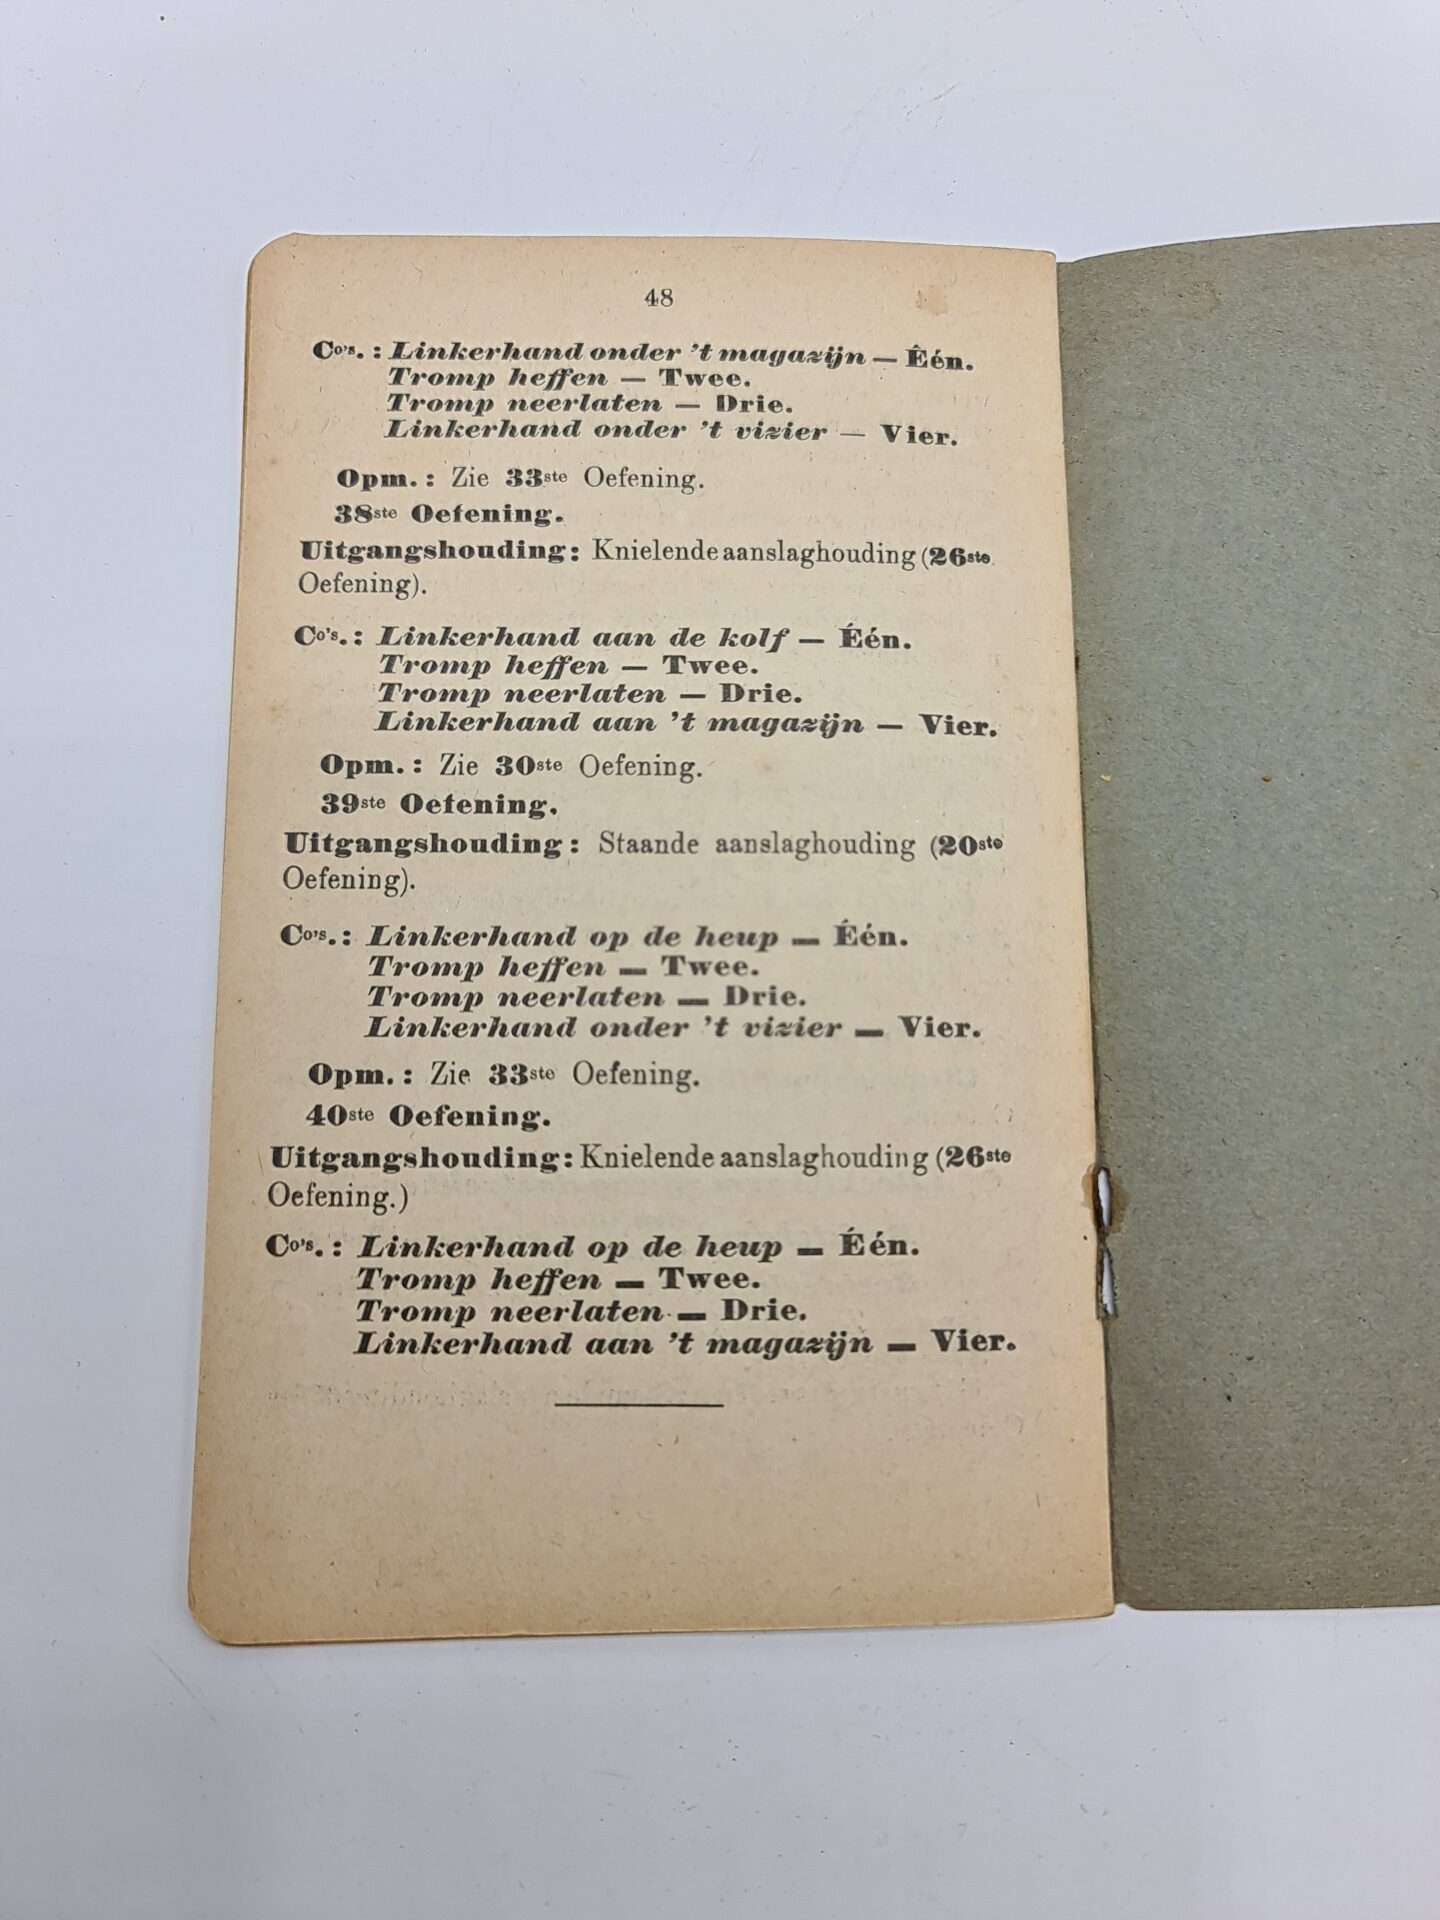 48
Co's. : Linkerhand onder 't magazijn — Êén.
Tromp heffen — Twee.
Tromp neerlaten — Drie.
Linkerhand onder 't vizier — Vier.
Opm. : Zie 33ste Oefening.
38ste Oefening.
Uitgangshouding: Knielende aanslaghouding (26ste
Oefening).
Co's. : Linkerhand aan de kolf — Één.
Tromp heffen — Twee.
Tromp neerlaten — Drie.
Linkerhand aan 't magazijn — Vier.
Opm. : Zie 30ste Oefening.
39ste Oefening.
Uitgangshouding: Staande aanslaghouding (20ste
Oefening).
Co's. : Linkerhand op de heup — Één.
Tromp heffen — Twee.
Tromp neerlaten — Drie.
Linkerhand onder 't vizier — Vier.
Opm. : Zie 33ste Oefening.
40ste Oefening.
Uitgangshouding: Knielende aanslaghouding (26ste
Oefening.)
Co's. : Linkerhand op de heup — Één.
Tromp heffen — Twee.
Tromp neerlaten — Drie.
Linkerhand aan 't magazijn — Vier.